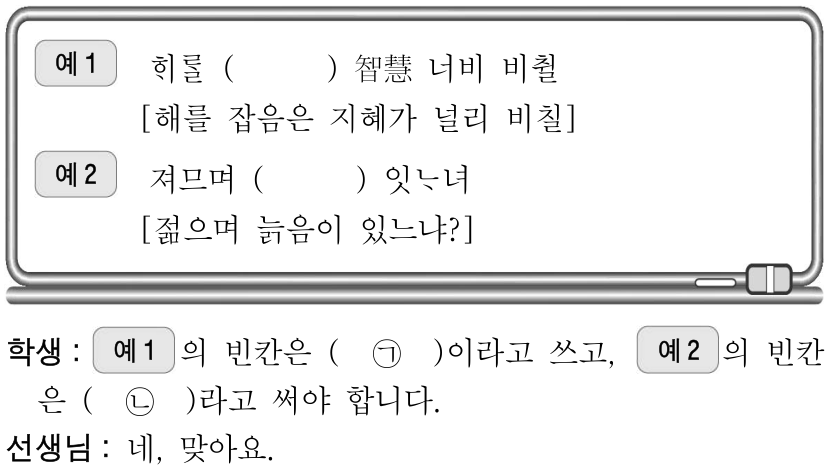 예 1 ᄒᆡᄅᆞᆯ ( ) 智慧 너비 비췰
[해를 잡음은 지혜가 널리 비칠]
예 2 져므며 ( ) 잇ᄂᆞ녀
[젊으며 늙음이 있느냐?]
학생 : 예 1 의 빈칸은 ( ㉠ )이라고 쓰고, 예 2 의 빈칸
은 ( ㉡ )라고 써야 합니다.
선생님 : 네, 맞아요.